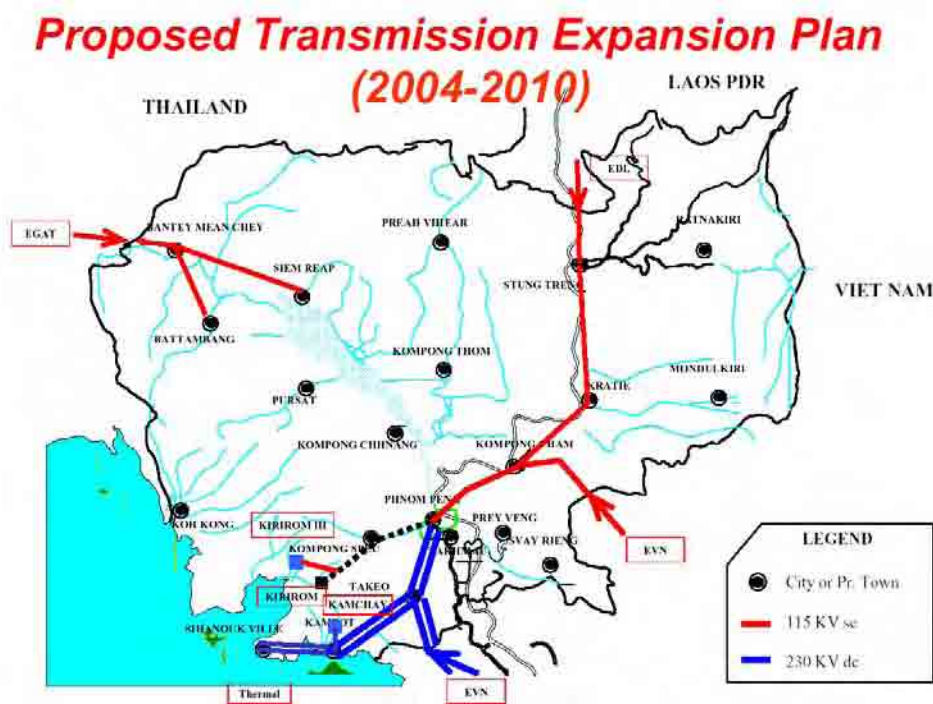 Proposed Transmission Expansion Plan
(2004-2010)
LAOS PDR
THAILAND
EDL
RATNAKIRI
PREAH VIHEAR
BANTEY MEAN CHEY
EGAT
SIEM REAP
STUNG TRENG
VIET NAM
BATTAMBANG
KOMPONG THOM
MONDULKIRI
KRATIE
PURSAT
KOMPONG CHHNANG
KOMPONG CHAM
PHNOM PENH
KOH KONG
KIRIROM III
PREY VENG
SVAY RIENG
EVN
KOMPONG SPEU
TAKEO
KIRIROM
KAMCHAY
KAMPOT
SIHANOUK VILLE
Thermal
EVN
LEGEND
City or Pr. Town
115 KV sc
230 KV dc